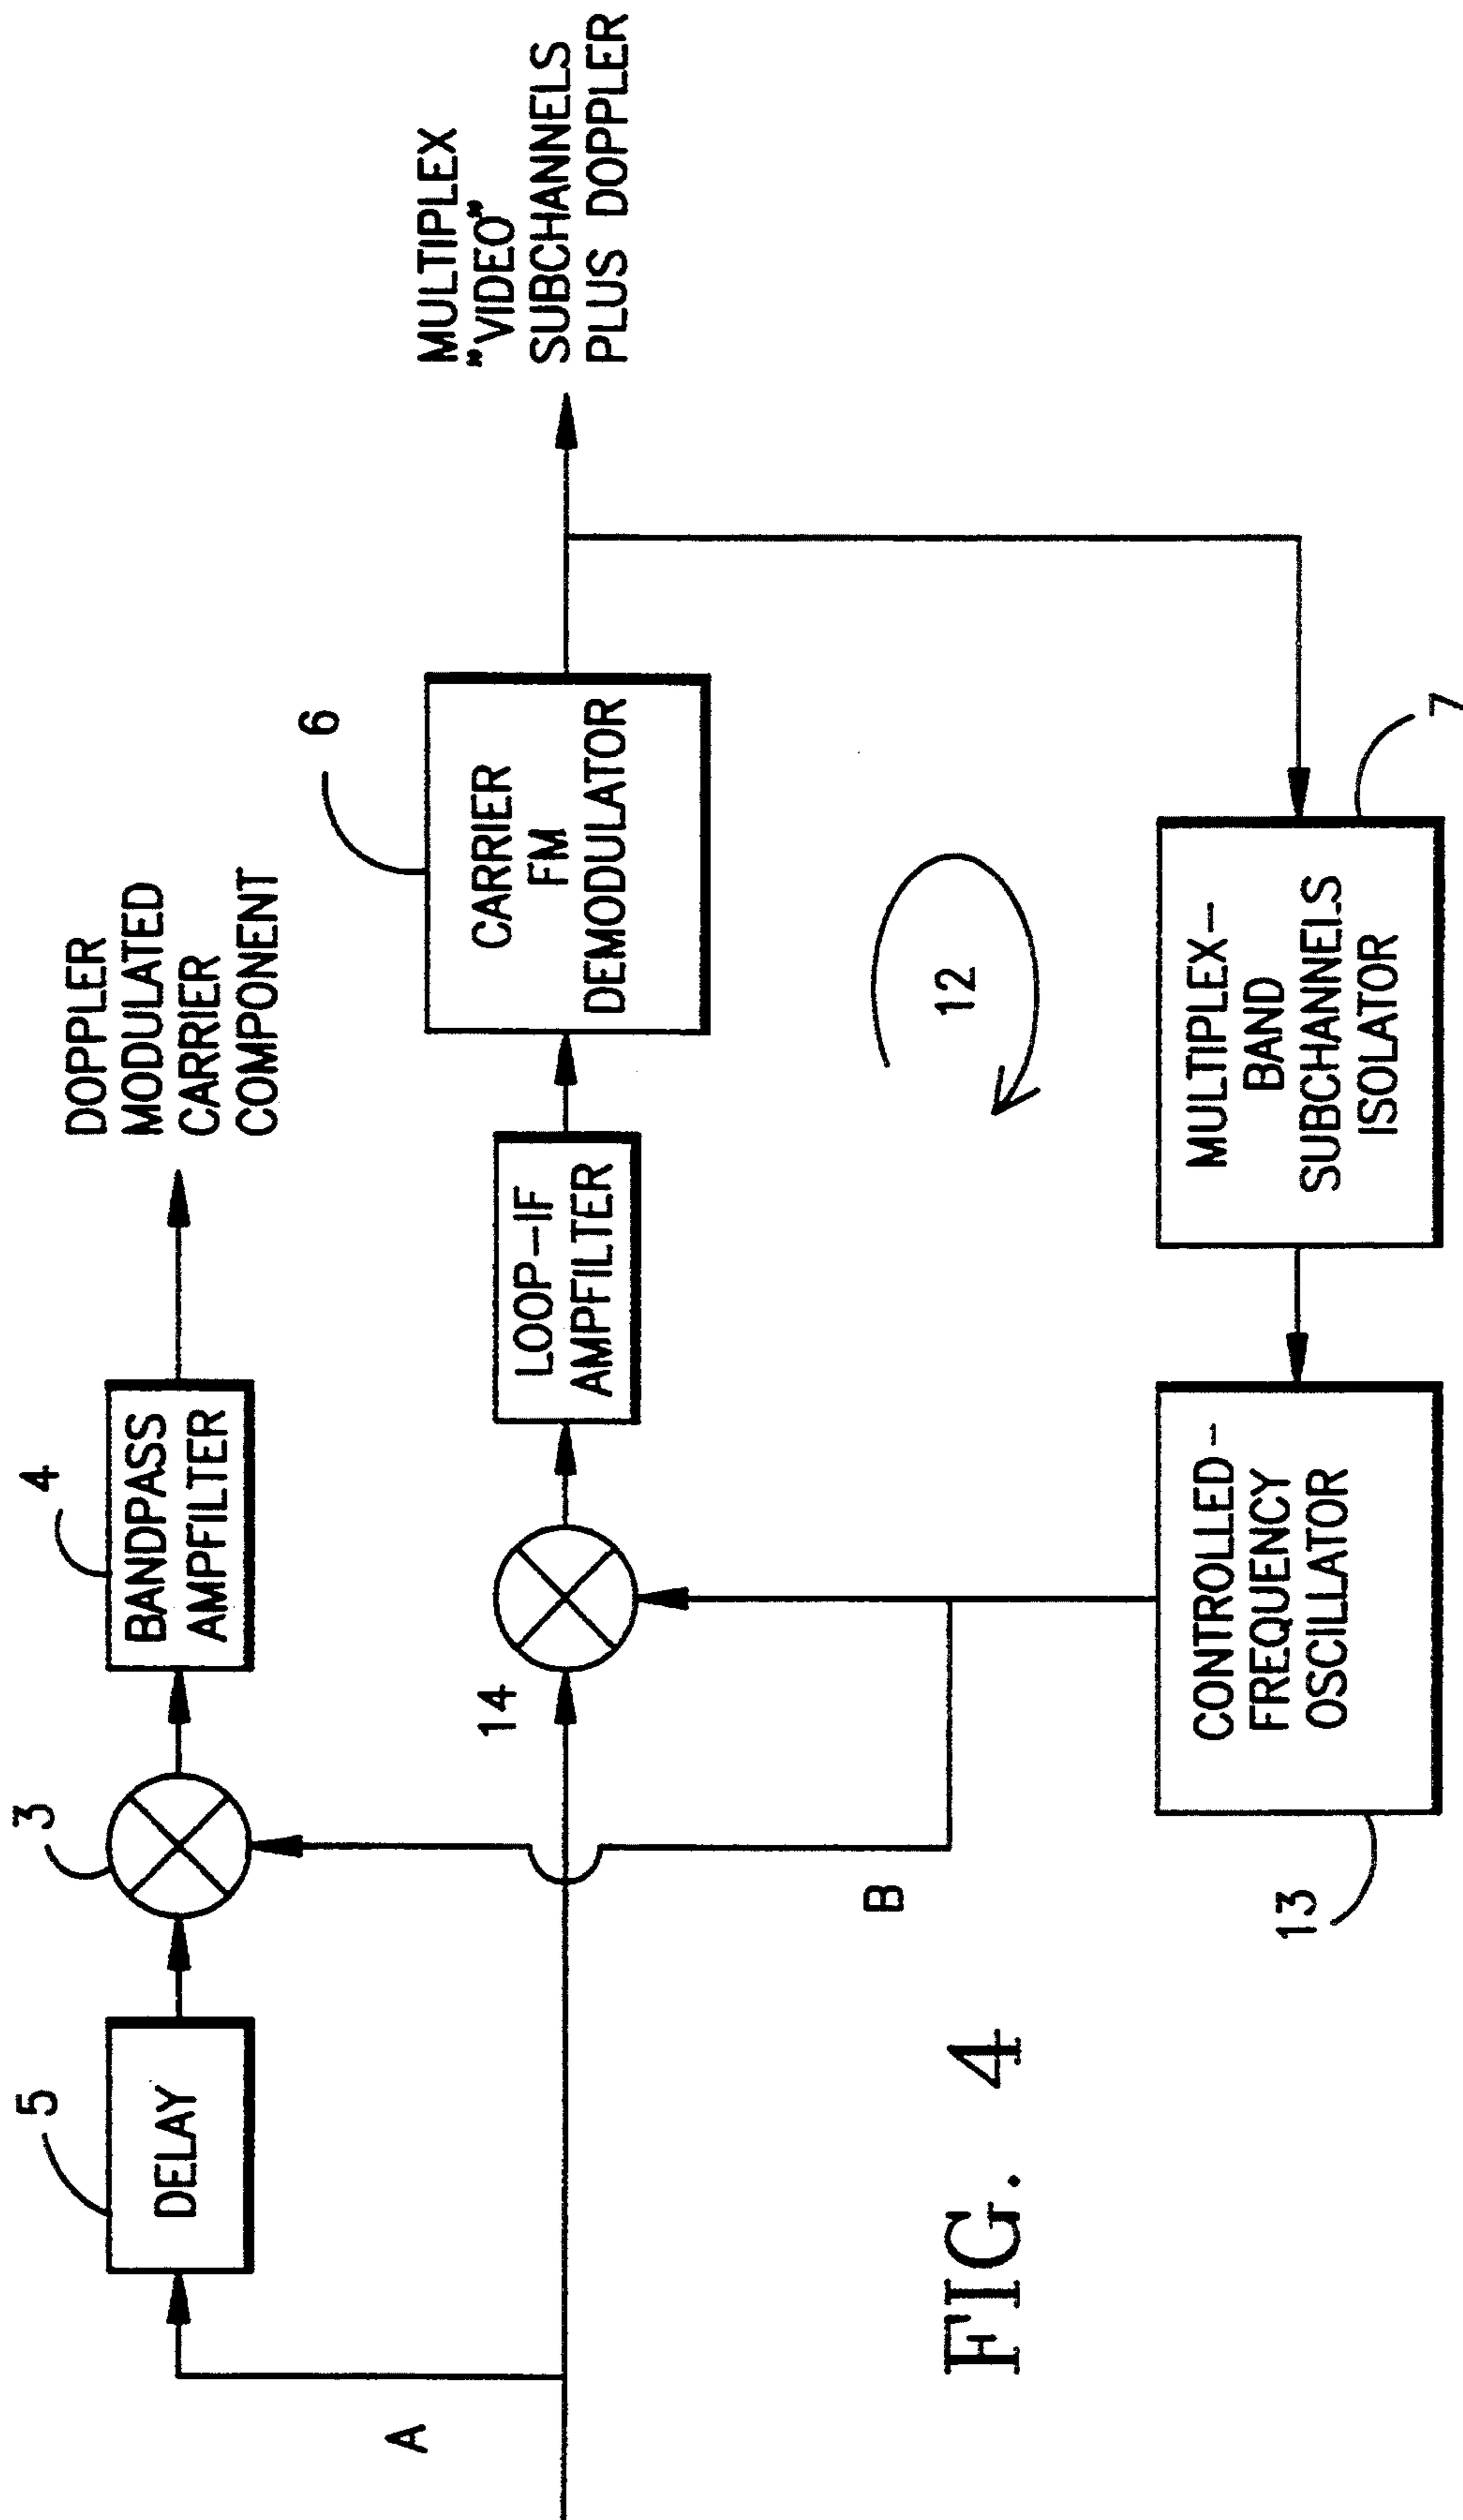 DOPPLER
MODULATED
CARRIER
COMPONENT
5
DELAY
3
4
BANDPASS
AMPFILTER
A
14
LOOP-IF
AMPFILTER
6
CARRIER
FM
DEMODULATOR
MULTIPLEX
"VIDEO"
SUBCHANNELS
PLUS DOPPLER
B
12
13
CONTROLLED-
FREQUENCY
OSCILLATOR
MULTIPLEX-
BAND
SUBCHANNELS
ISOLATOR
7
FIG. 4